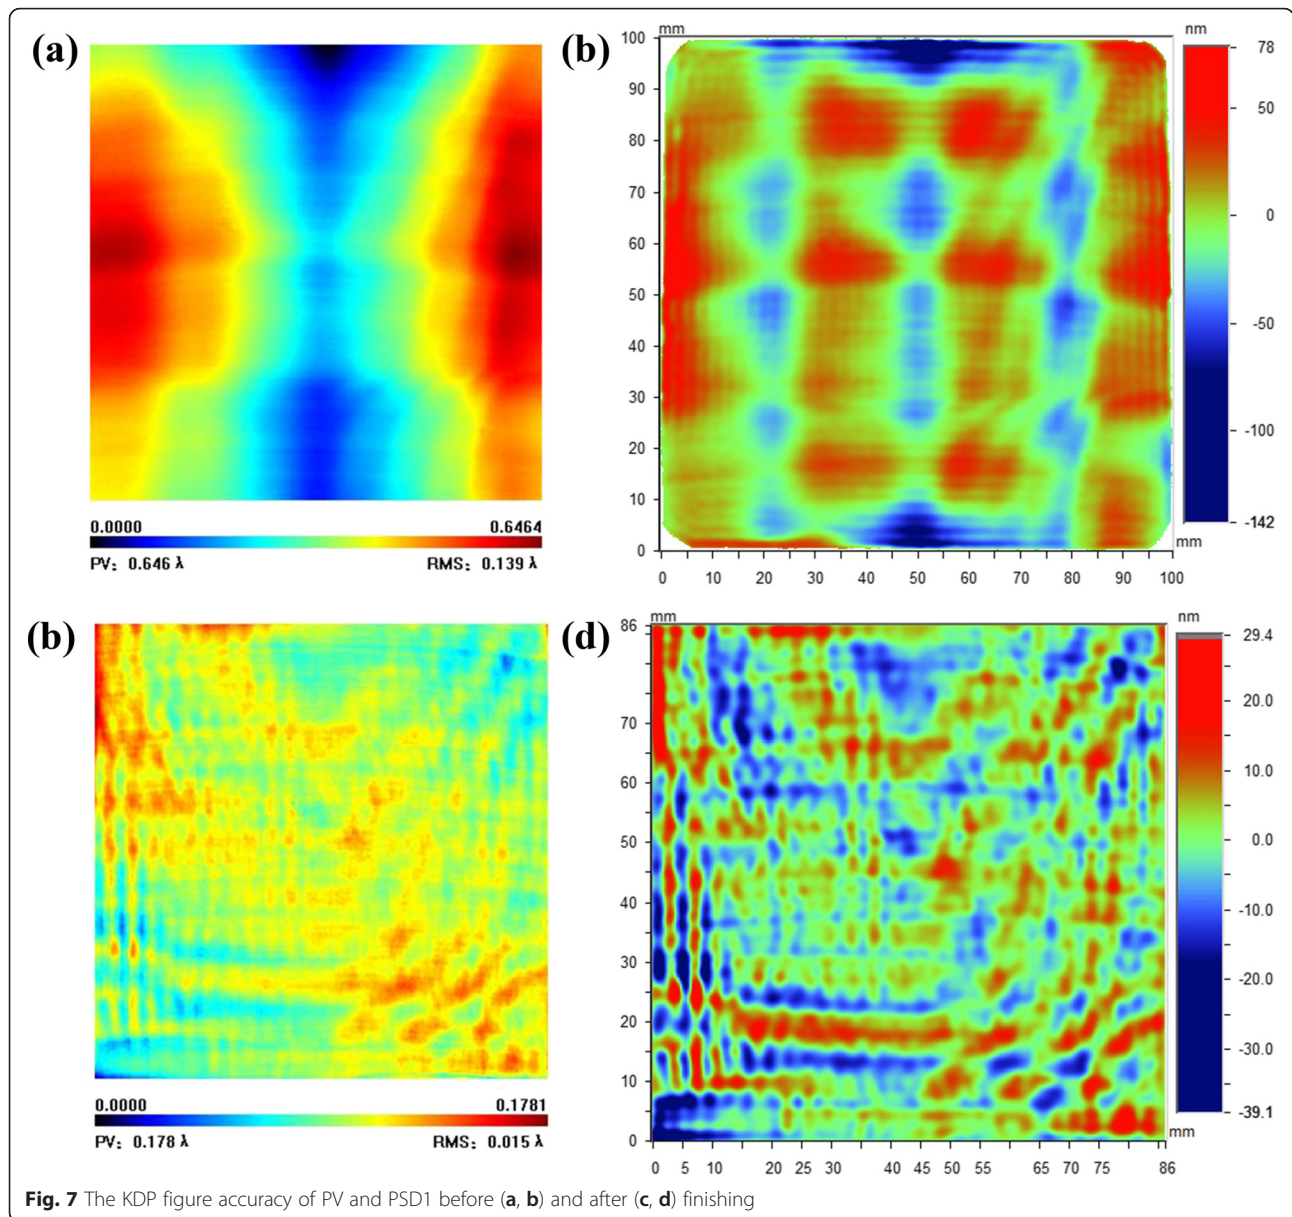 (a)
0.0000 0.6464
PV: 0.646 λ RMS: 0.139 λ
(b)
mm
100
90
80
70
60
50
40
30
20
10
0
0 10 20 30 40 50 60 70 80 90 100
mm
nm
78
50
0
-50
-100
-142
(b)
0.0000 0.1781
PV: 0.178 λ RMS: 0.015 λ
(d)
mm
86
70
60
50
40
30
20
10
0
0 5 10 20 25 30 35 40 45 50 55 65 70 75 86
mm
nm
29.4
20.0
10.0
0.0
-10.0
-20.0
-30.0
-39.1
Fig. 7 The KDP figure accuracy of PV and PSD1 before (a, b) and after (c, d) finishing